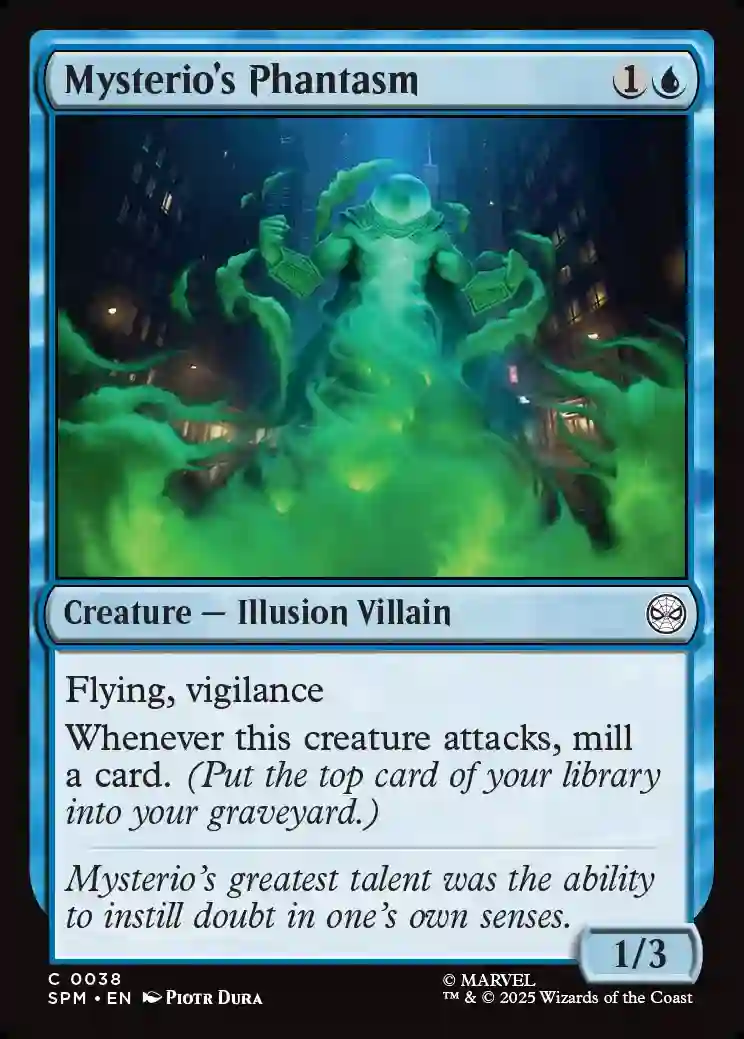 Mysterio's Phantasm
1
Creature — Illusion Villain
Flying, vigilance
Whenever this creature attacks, mill
a card. (Put the top card of your library
into your graveyard.)
Mysterio's greatest talent was the ability
to instill doubt in one's own senses.
1/3
C 0038
SPM • EN Piotr Dura
© MARVEL
™ & © 2025 Wizards of the Coast